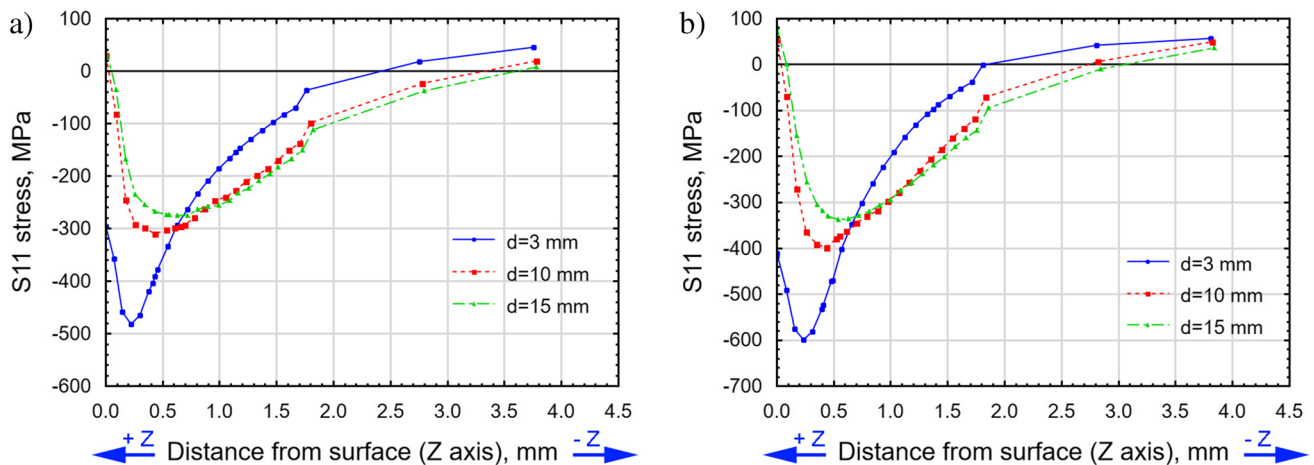 a)
100
0
-100
-200
-300
-400
-500
-600
S11 stress, MPa
d=3 mm
d=10 mm
d=15 mm
0.0 0.5 1.0 1.5 2.0 2.5 3.0 3.5 4.0 4.5
+ Z Distance from surface (Z axis), mm - Z
b)
100
0
-100
-200
-300
-400
-500
-600
-700
S11 stress, MPa
d=3 mm
d=10 mm
d=15 mm
0.0 0.5 1.0 1.5 2.0 2.5 3.0 3.5 4.0 4.5
+ Z Distance from surface (Z axis), mm - Z